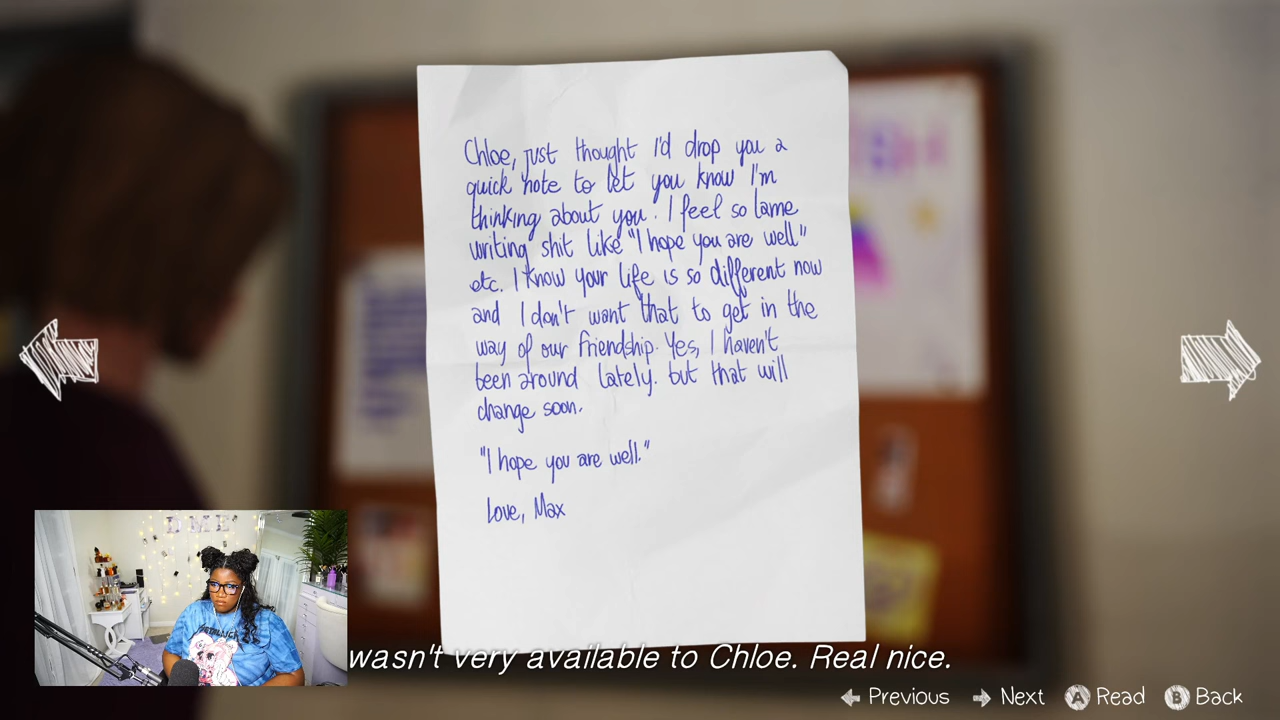 Chloe, just thought I'd drop you a
quick note to let you know I'm
thinking about you. I feel so lame
writing shit like "I hope you are well"
etc. I know your life is so different now
and I don't want that to get in the
way of our friendship. Yes, I haven't
been around lately. but that will
change soon.
"I hope you are well."
Love, Max
wasn't very available to Chloe. Real nice.
Previous Next A Read B Back